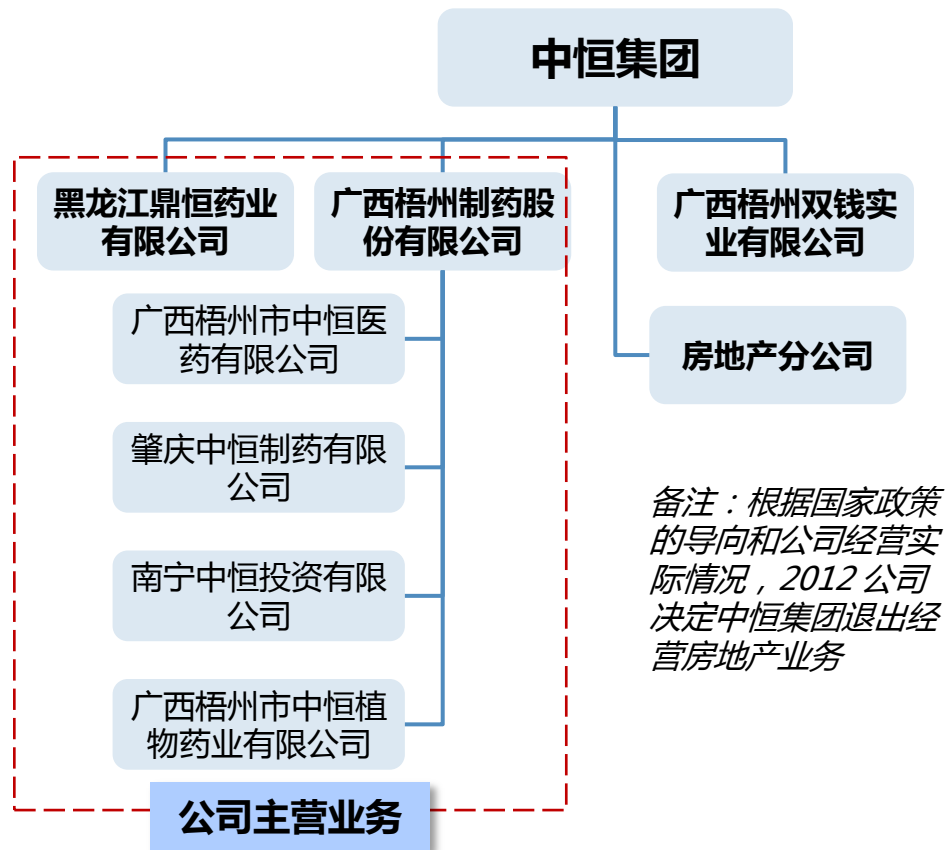 中恒集团
黑龙江鼎恒药业
有限公司
广西梧州制药股
份有限公司
广西梧州双钱实
业有限公司
广西梧州市中恒医
药有限公司
房地产分公司
肇庆中恒制药有限
公司
南宁中恒投资有限
公司
广西梧州市中恒植
物药业有限公司
备注：根据国家政策
的导向和公司经营实
际情况，2012 公司
决定中恒集团退出经
营房地产业务
公司主营业务